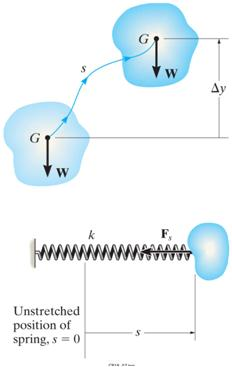 G
W
s
Δy
G
W
k
F_s
Unstretched
position of
spring, s = 0
s